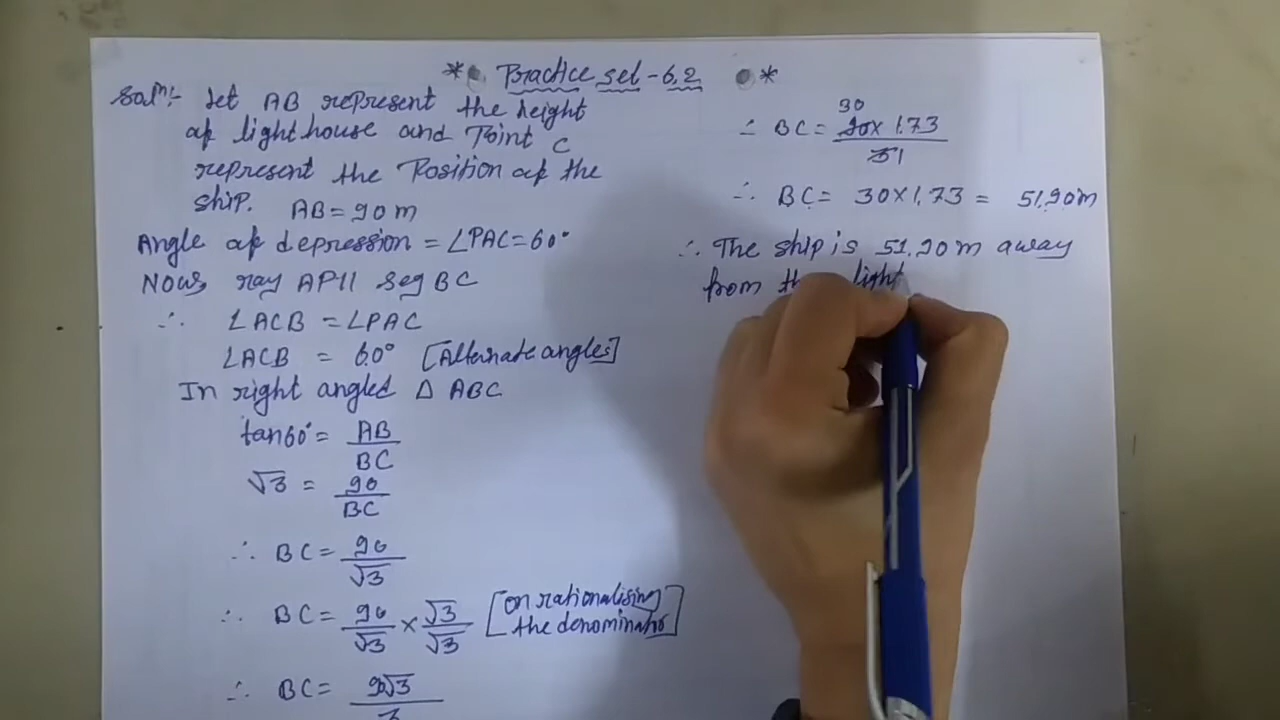 * Practice set - 6.2 *
Solⁿ:- Let AB represent the height
of lighthouse and Point C
represent the Position of the
ship. AB = 90m
Angle of depression = ∠PAC = 60°
Now, ray AP || seg BC
∴ ∠ACB = ∠PAC
∠ACB = 60° [Alternate angles]
In right angled Δ ABC
tan60° = AB / BC
√3 = 90 / BC
∴ BC = 90 / √3
∴ BC = 90 / √3 × √3 / √3 [on rationalising the denominator]
∴ BC = 90√3 / 3
30
∴ BC = 90 × 1.73 / 3 1
∴ BC = 30 × 1.73 = 51.90m
∴ The ship is 51.90m away
from light